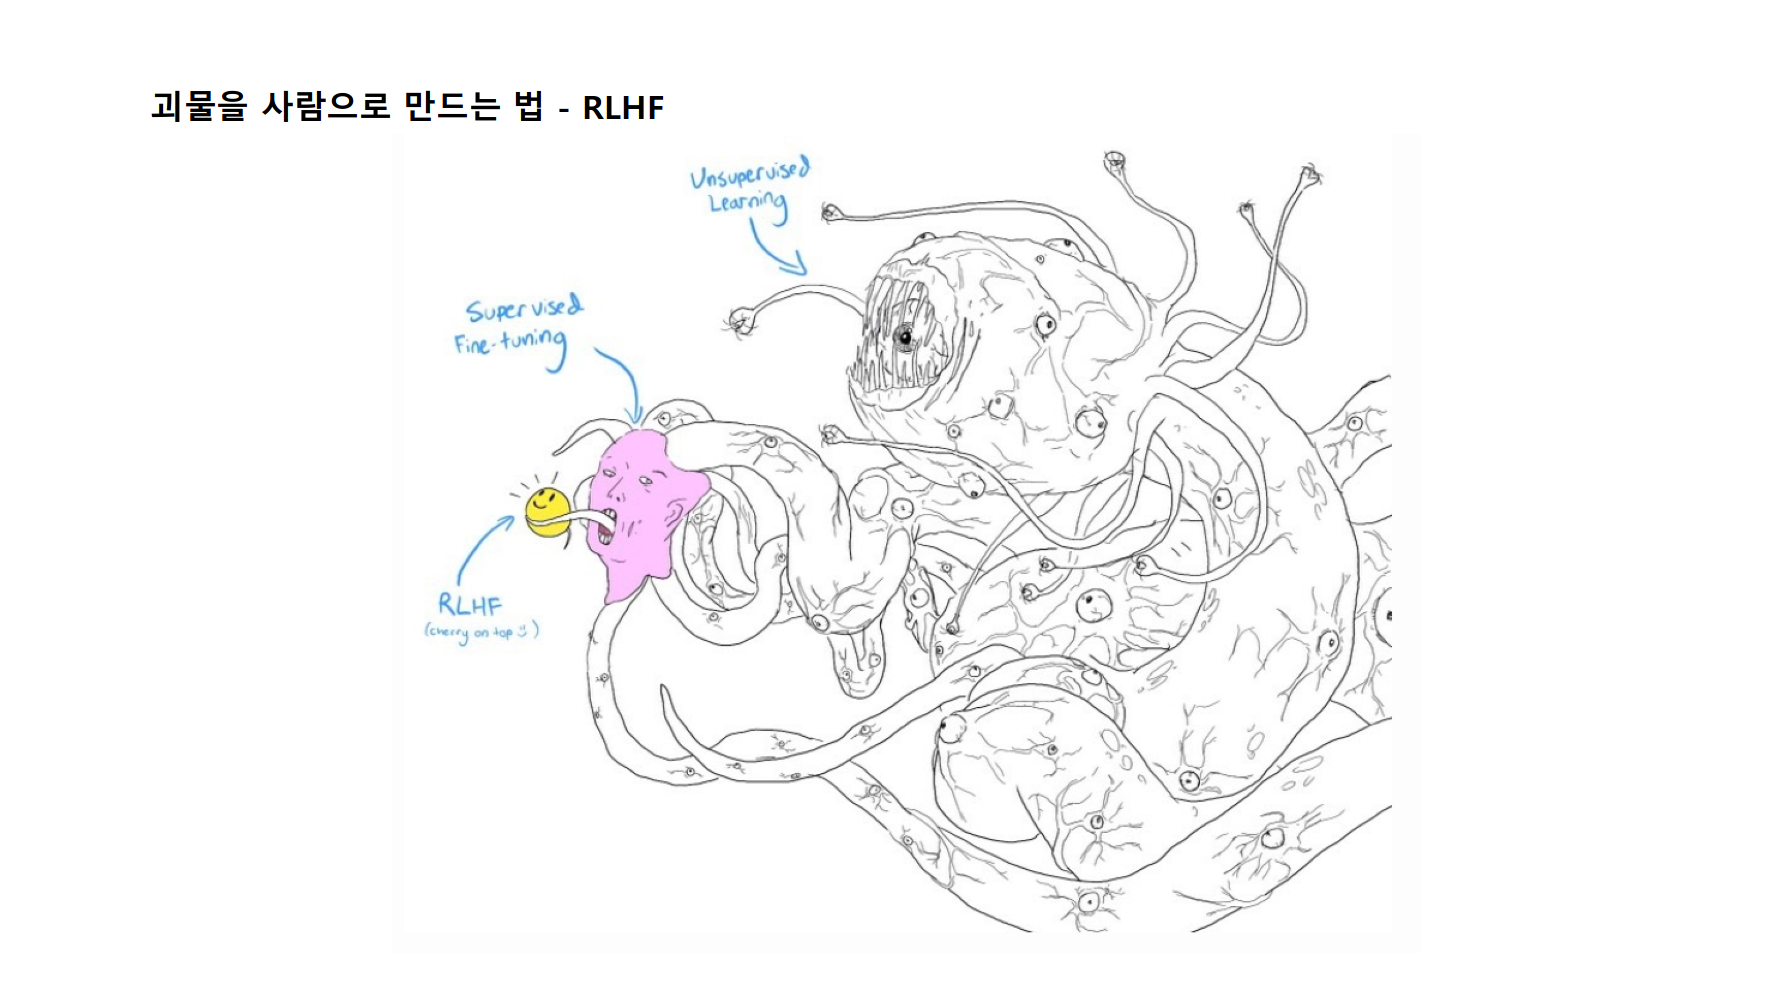 괴물을 사람으로 만드는 법 - RLHF
Unsupervised
Learning
Supervised
Fine-tuning
RLHF
(cherry on top ☺)